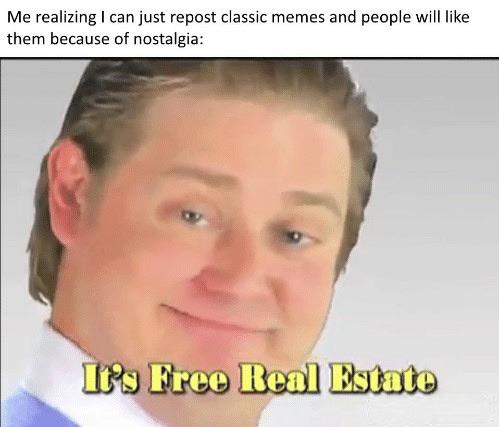 Me realizing I can just repost classic memes and people will like
them because of nostalgia:
It's Free Real Estate